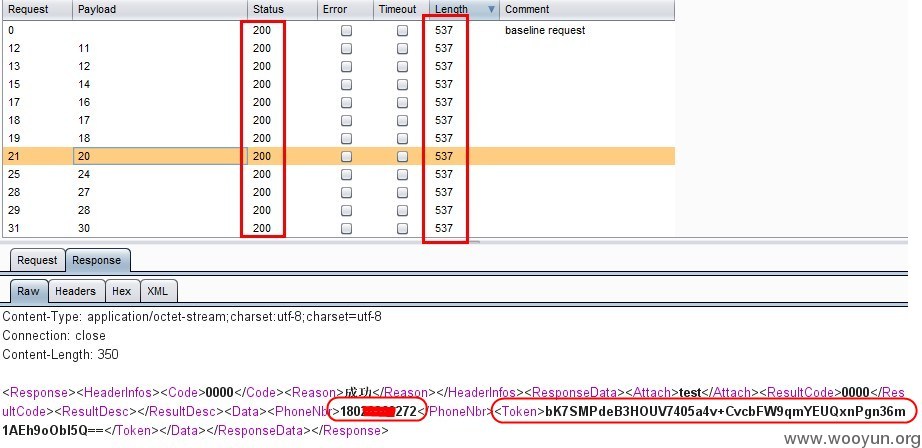 Request Payload Status Error Timeout Length Comment
0 200 537 baseline request
12 11 200 537
13 12 200 537
15 14 200 537
17 16 200 537
18 17 200 537
19 18 200 537
21 20 200 537
25 24 200 537
28 27 200 537
29 28 200 537
31 30 200 537
Request Response
Raw Headers Hex XML
Content-Type: application/octet-stream;charset:utf-8;charset=utf-8
Connection: close
Content-Length: 350
<Response><HeaderInfos><Code>0000</Code><Reason>成功</Reason></HeaderInfos><ResponseData><Attach>test</Attach><ResultCode>0000</Res
ultCode><ResultDesc></ResultDesc><Data><PhoneNbr>180 272</PhoneNbr><Token>bK7SMPdeB3HOUV7405a4v+CvcbFW9qmYEUQxnPgn36m
1AEh9oObI5Q==</Token></Data></ResponseData></Response>
www.wooyun.org